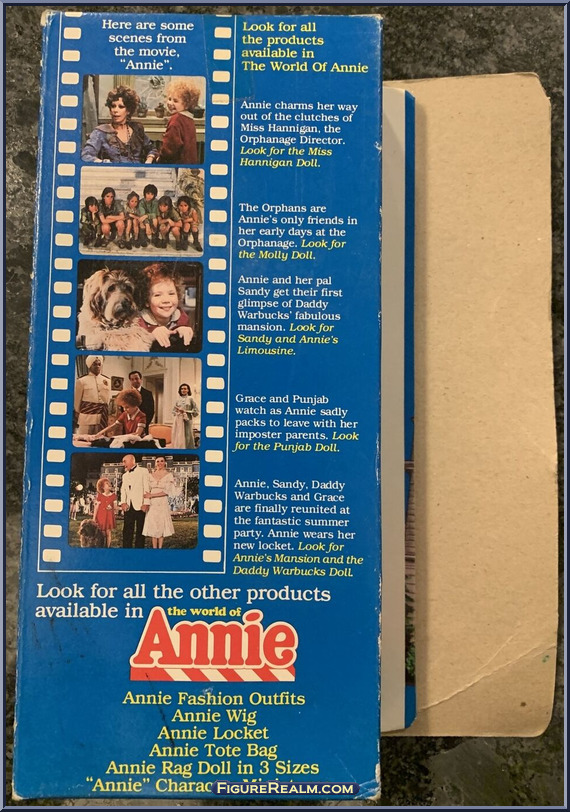 Here are some
scenes from
the movie,
"Annie".
Look for all
the products
available in
The World Of Annie
Annie charms her way
out of the clutches of
Miss Hannigan, the
Orphanage Director.
Look for the Miss
Hannigan Doll.
The Orphans are
Annie's only friends in
her early days at the
Orphanage. Look for
the Molly Doll.
Annie and her pal
Sandy get their first
glimpse of Daddy
Warbucks' fabulous
mansion. Look for
Sandy and Annie's
Limousine.
Grace and Punjab
watch as Annie sadly
packs to leave with her
imposter parents. Look
for the Punjab Doll.
Annie, Sandy, Daddy
Warbucks and Grace
are finally reunited at
the fantastic summer
party. Annie wears her
new locket. Look for
Annie's Mansion and the
Daddy Warbucks Doll.
Look for all the other products
available in the world of
Annie
Annie Fashion Outfits
Annie Wig
Annie Locket
Annie Tote Bag
Annie Rag Doll in 3 Sizes
"Annie"
FigureRealm.com